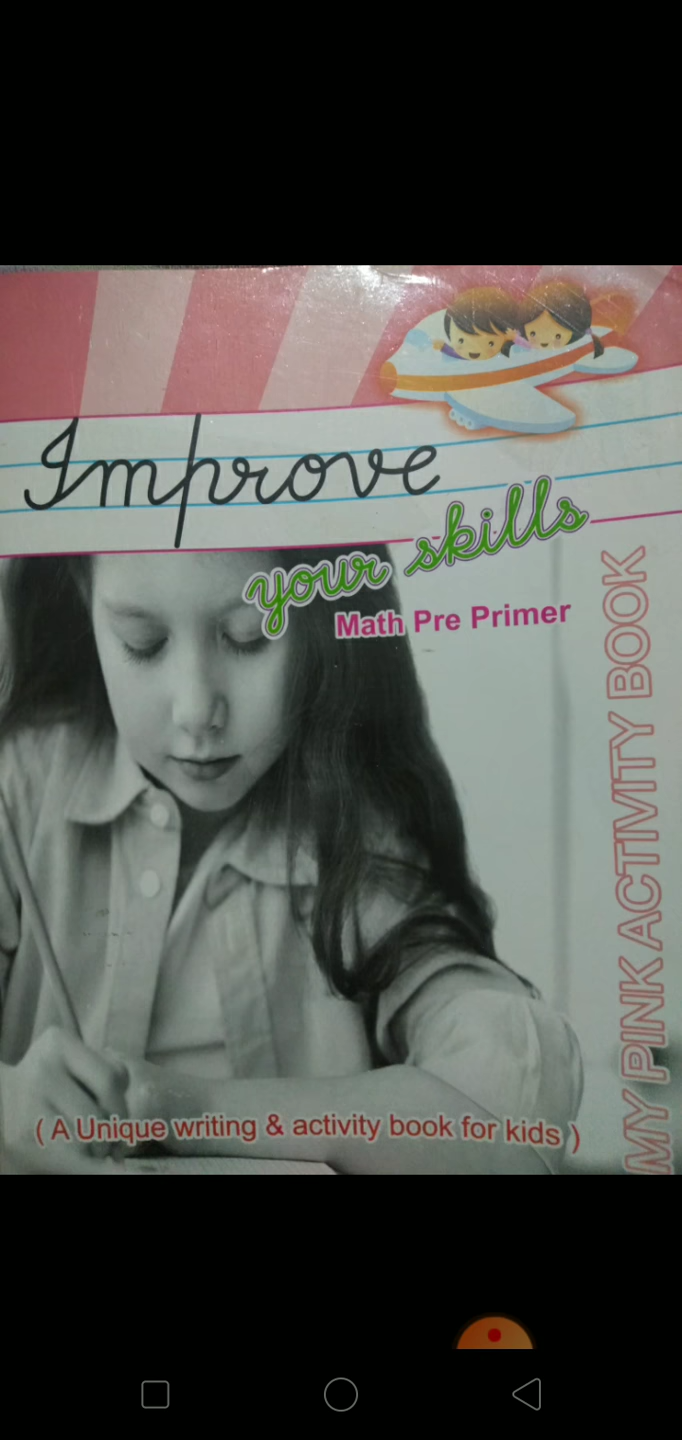 Improve
your skills
Math Pre Primer
MY PINK ACTIVITY BOOK
( A Unique writing & activity book for kids )